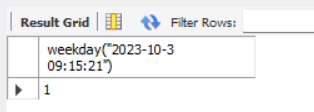 Result Grid Filter Rows:
weekday("2023-10-3
09:15:21")
1